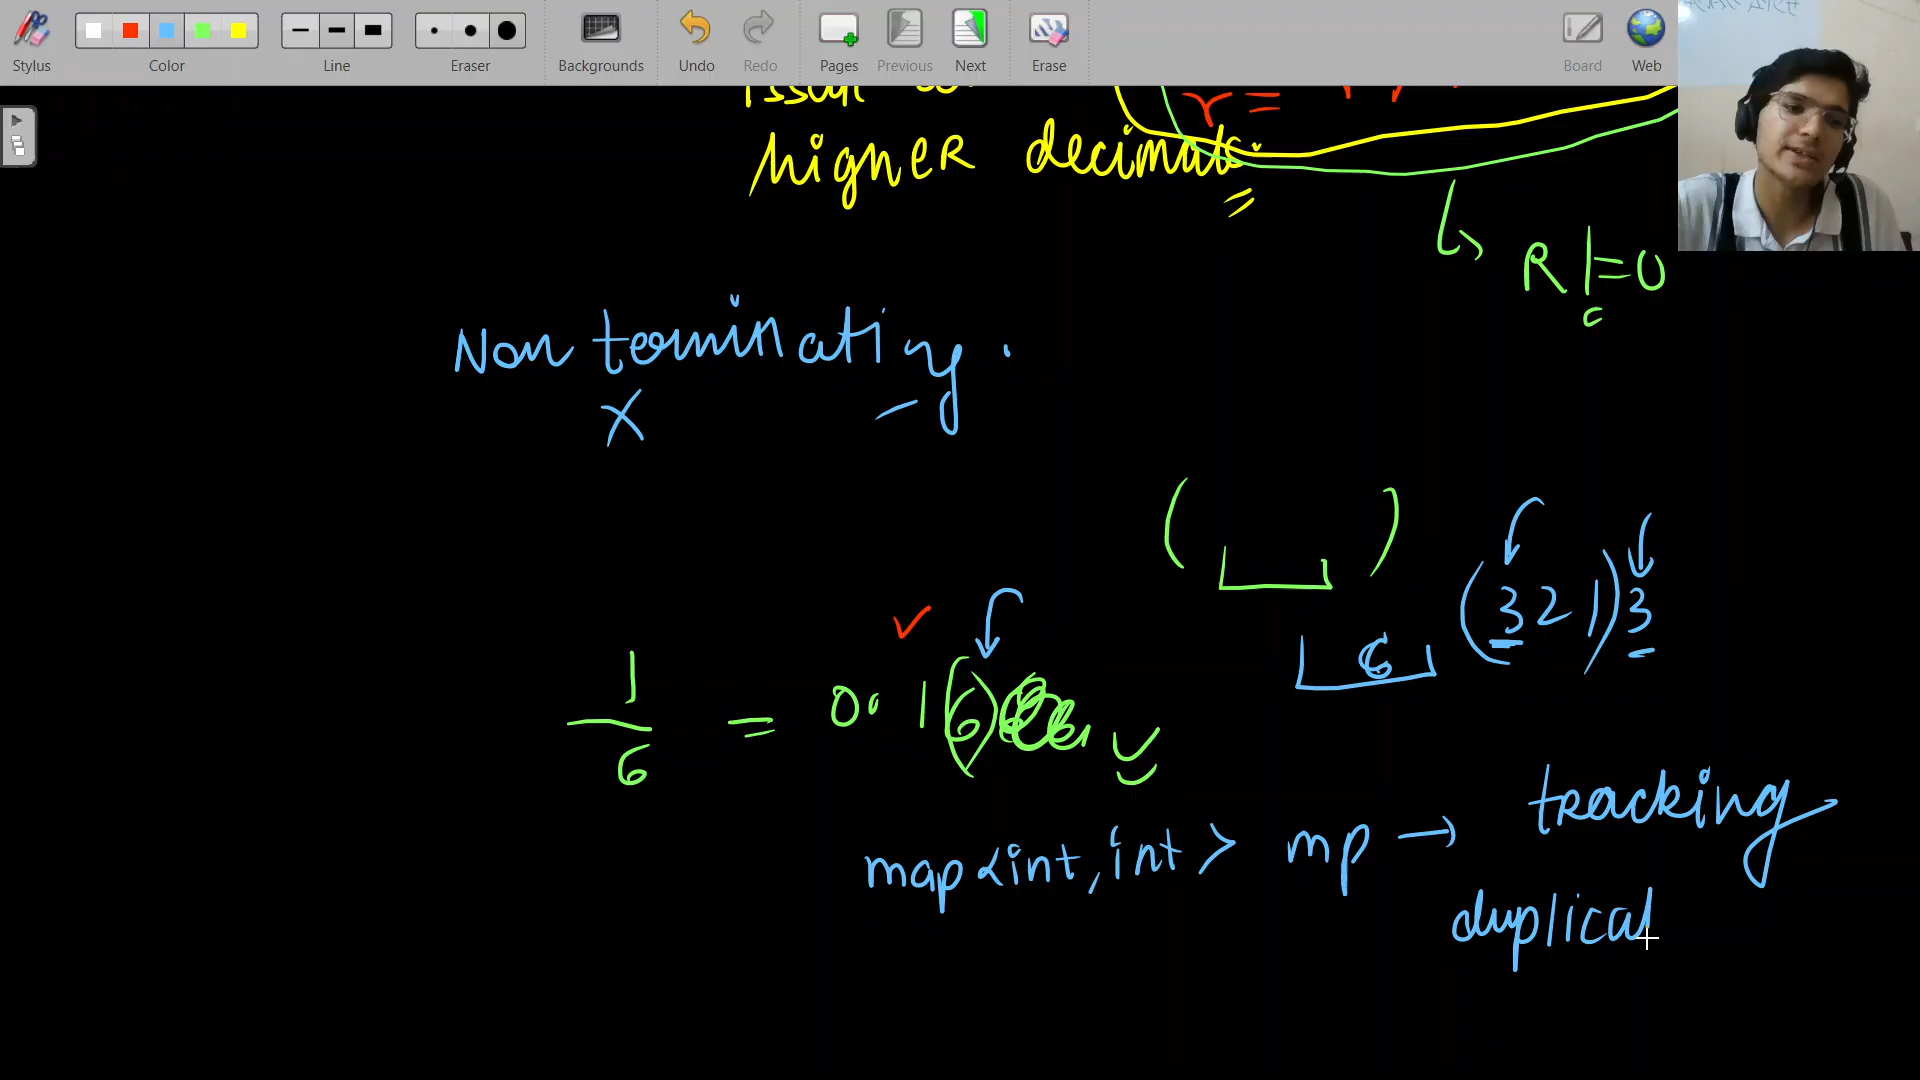 Stylus
Color
Line
Eraser
Backgrounds
Undo
Redo
Pages
Previous
Next
Erase
Board
Web
r =
higher decimals.
R != 0
Non terminating.
X
( )
(321)3
6
1/6 = 0.1(6)
map<int,int> mp → tracking
duplicat